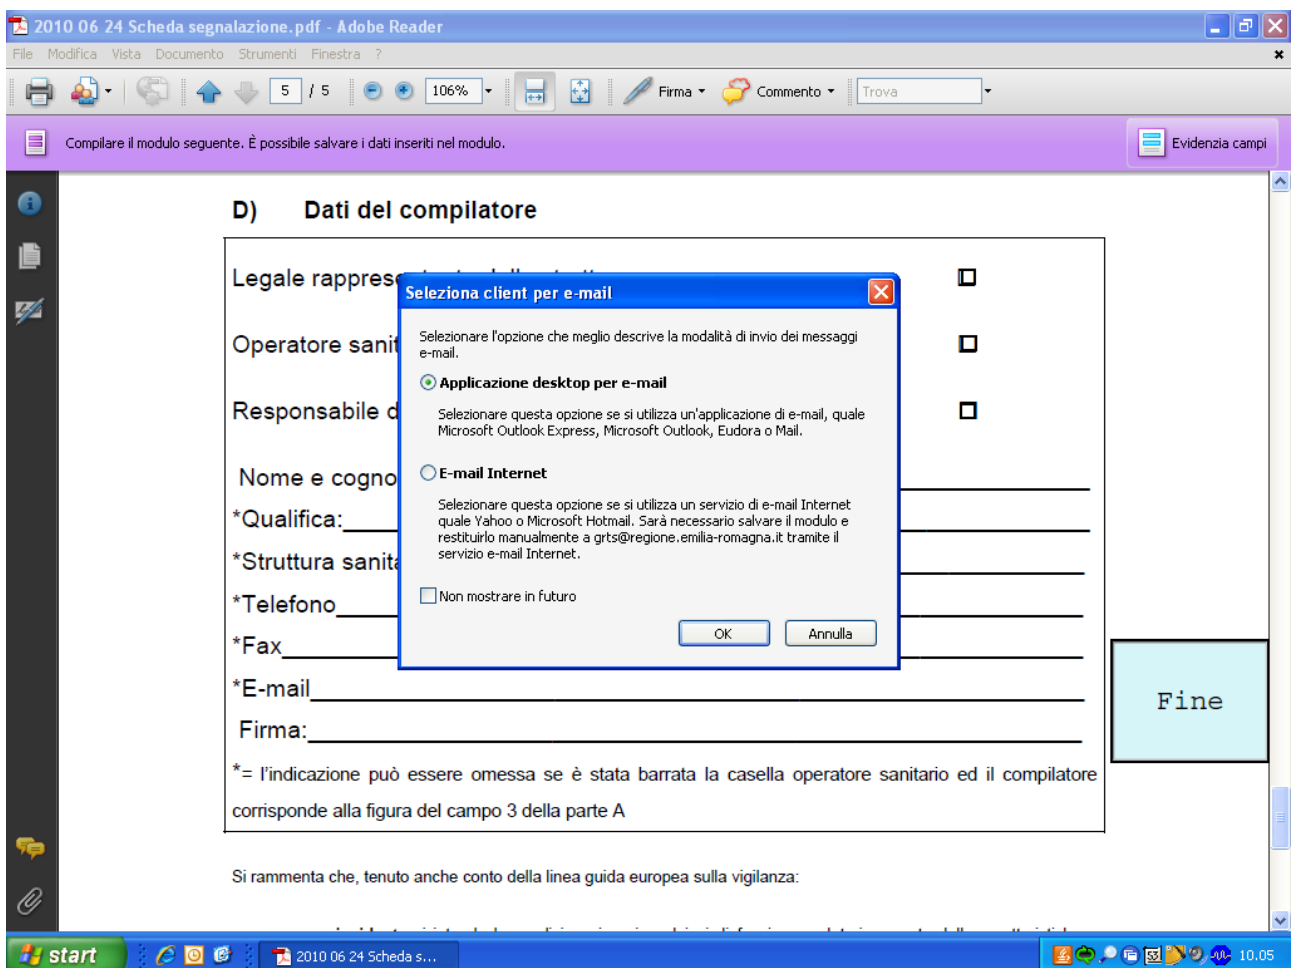 2010 06 24 Scheda segnalazione.pdf - Adobe Reader
File Modifica Vista Documento Strumenti Finestra ?
5 / 5 106% Firma Commento Trova
Compilare il modulo seguente. È possibile salvare i dati inseriti nel modulo.
Evidenzia campi
D) Dati del compilatore
Legale
Operatore
Responsabile
Nome e
*Qualifica:
*Struttura
*Telefono
*Fax
*E-mail
Firma:
*= l'indicazione può essere omessa se è stata barrata la casella operatore sanitario ed il compilatore
corrisponde alla figura del campo 3 della parte A
Si rammenta che, tenuto anche conto della linea guida europea sulla vigilanza:
Seleziona client per e-mail
Selezionare l'opzione che meglio descrive la modalità di invio dei messaggi
e-mail.
Applicazione desktop per e-mail
Selezionare questa opzione se si utilizza un'applicazione di e-mail, quale
Microsoft Outlook Express, Microsoft Outlook, Eudora o Mail.
E-mail Internet
Selezionare questa opzione se si utilizza un servizio di e-mail Internet
quale Yahoo o Microsoft Hotmail. Sarà necessario salvare il modulo e
restituirlo manualmente a grts@regione.emilia-romagna.it tramite il
servizio e-mail Internet.
Non mostrare in futuro
OK Annulla
Fine
start
2010 06 24 Scheda s...
10.05